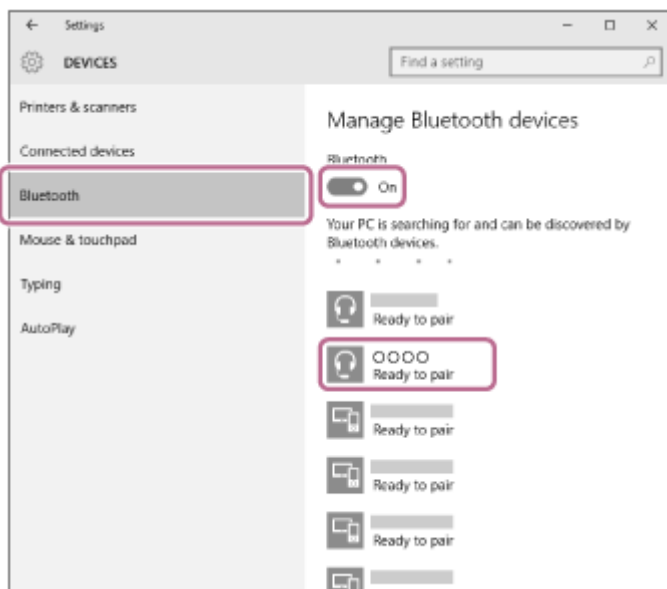 Settings
DEVICES
Find a setting
Printers & scanners
Connected devices
Bluetooth
Mouse & touchpad
Typing
AutoPlay
Manage Bluetooth devices
Bluetooth
On
Your PC is searching for and can be discovered by
Bluetooth devices.
Ready to pair
OOOO
Ready to pair
Ready to pair
Ready to pair
Ready to pair